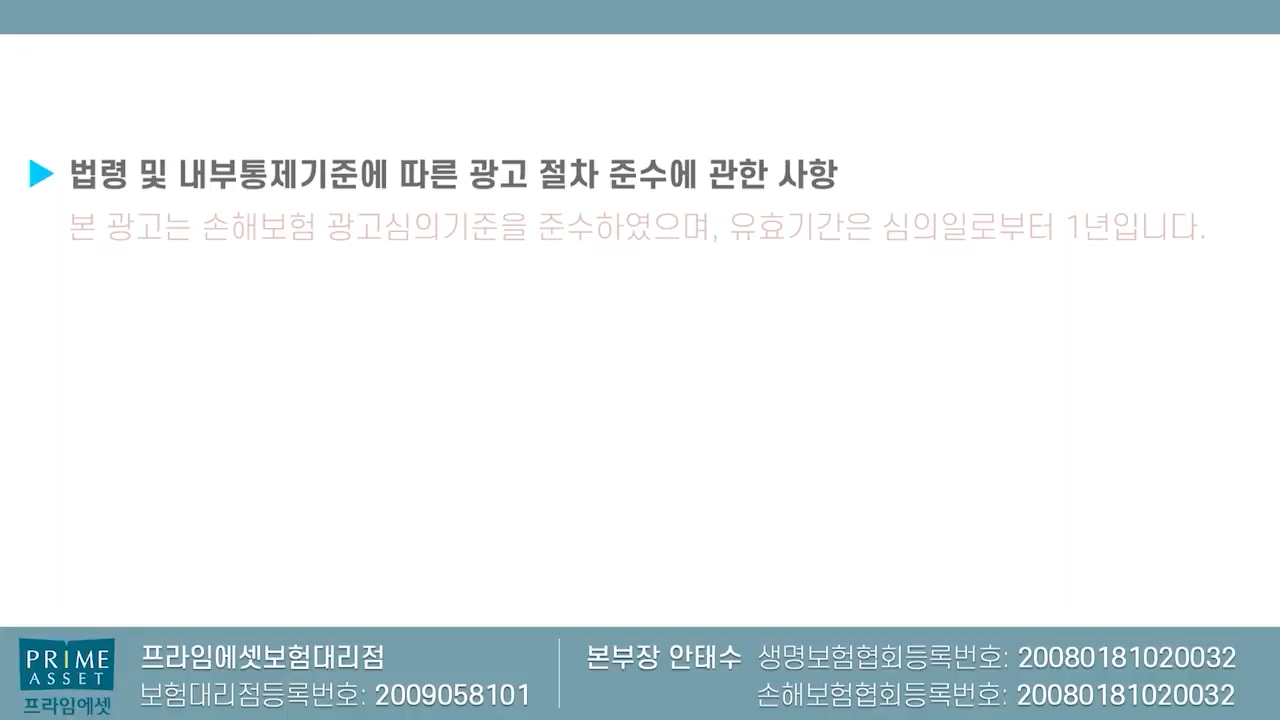 ▶ 법령 및 내부통제기준에 따른 광고 절차 준수에 관한 사항
본 광고는 손해보험 광고심의기준을 준수하였으며, 유효기간은 심의일로부터 1년입니다.
PRIME
ASSET
프라임에셋
프라임에셋보험대리점
보험대리점등록번호: 2009058101
본부장 안태수 생명보험협회등록번호: 20080181020032
손해보험협회등록번호: 20080181020032